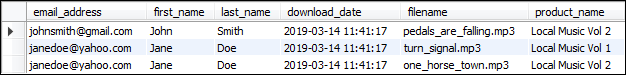 email_address first_name last_name download_date filename product_name
johnsmith@gmail.com John Smith 2019-03-14 11:41:17 pedals_are_falling.mp3 Local Music Vol 2
janedoe@yahoo.com Jane Doe 2019-03-14 11:41:17 turn_signal.mp3 Local Music Vol 1
janedoe@yahoo.com Jane Doe 2019-03-14 11:41:17 one_horse_town.mp3 Local Music Vol 2